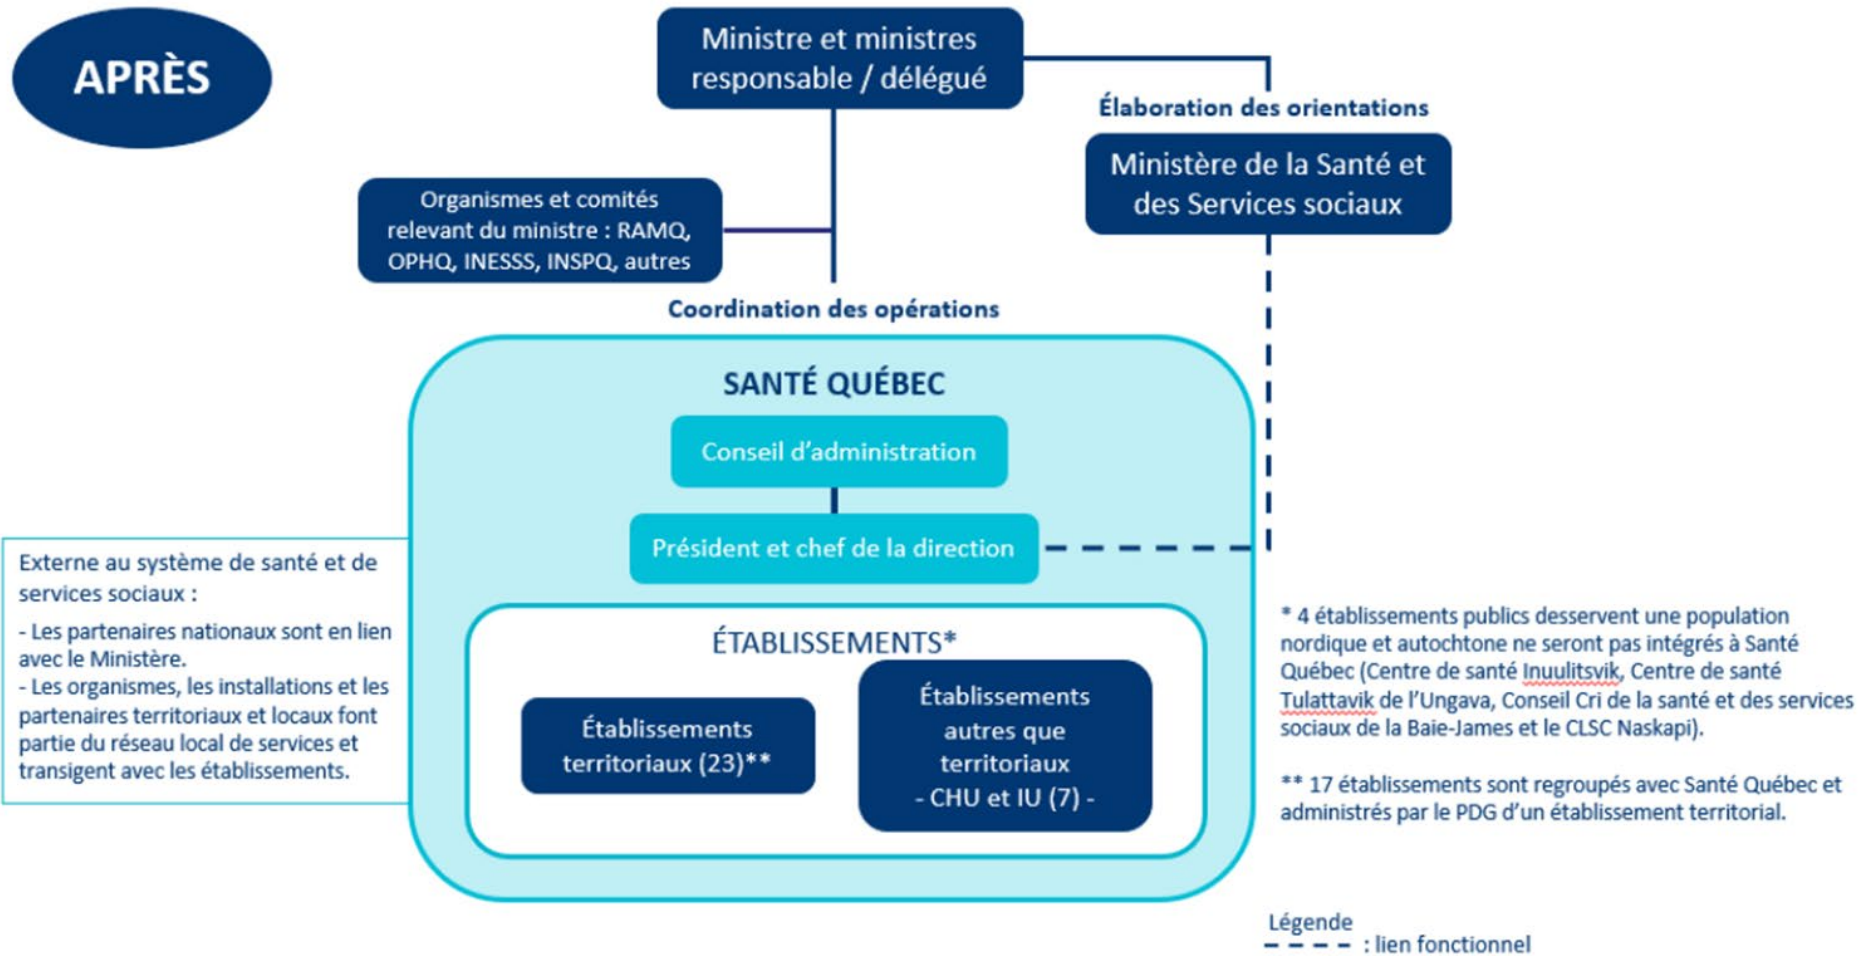 APRÈS
Ministre et ministres
responsable / délégué
Élaboration des orientations
Ministère de la Santé et
des Services sociaux
Organismes et comités
relevant du ministre : RAMQ,
OPHQ, INESSS, INSPQ, autres
Coordination des opérations
SANTÉ QUÉBEC
Conseil d’administration
Président et chef de la direction
Externe au système de santé et de
services sociaux :
- Les partenaires nationaux sont en lien
avec le Ministère.
- Les organismes, les installations et les
partenaires territoriaux et locaux font
partie du réseau local de services et
transigent avec les établissements.
ÉTABLISSEMENTS*
Établissements
territoriaux (23)**
Établissements
autres que
territoriaux
- CHU et IU (7) -
* 4 établissements publics desservent une population
nordique et autochtone ne seront pas intégrés à Santé
Québec (Centre de santé Inuulitsvik, Centre de santé
Tulattavik de l’Ungava, Conseil Cri de la santé et des services
sociaux de la Baie-James et le CLSC Naskapi).
** 17 établissements sont regroupés avec Santé Québec et
administrés par le PDG d’un établissement territorial.
Légende
: lien fonctionnel